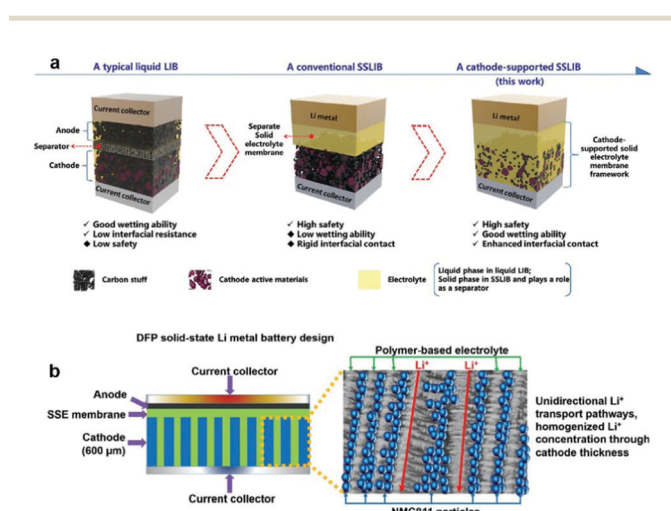 a
A typical liquid LIB
A conventional SSLIB
A cathode-supported SSLIB
(this work)
Current collector
Anode
Separator
Cathode
Current collector
Li metal
Separate
Solid
electrolyte
membrane
Current collector
Li metal
Cathode-
supported solid
electrolyte
membrane
framework
Current collector
✓ Good wetting ability
✓ Low interfacial resistance
◆ Low safety
✓ High safety
◆ Low wetting ability
◆ Rigid interfacial contact
✓ High safety
✓ Good wetting ability
✓ Enhanced interfacial contact
Carbon stuff
Cathode active materials
Electrolyte
Liquid phase in liquid LIB;
Solid phase in SSLIB and plays a role
as a separator
DFP solid-state Li metal battery design
b
Current collector
Anode
SSE membrane
Cathode
(600 μm)
Current collector
Polymer-based electrolyte
Li⁺
Li⁺
Unidirectional Li⁺
transport pathways,
homogenized Li⁺
concentration through
cathode thickness
NMC811 particles